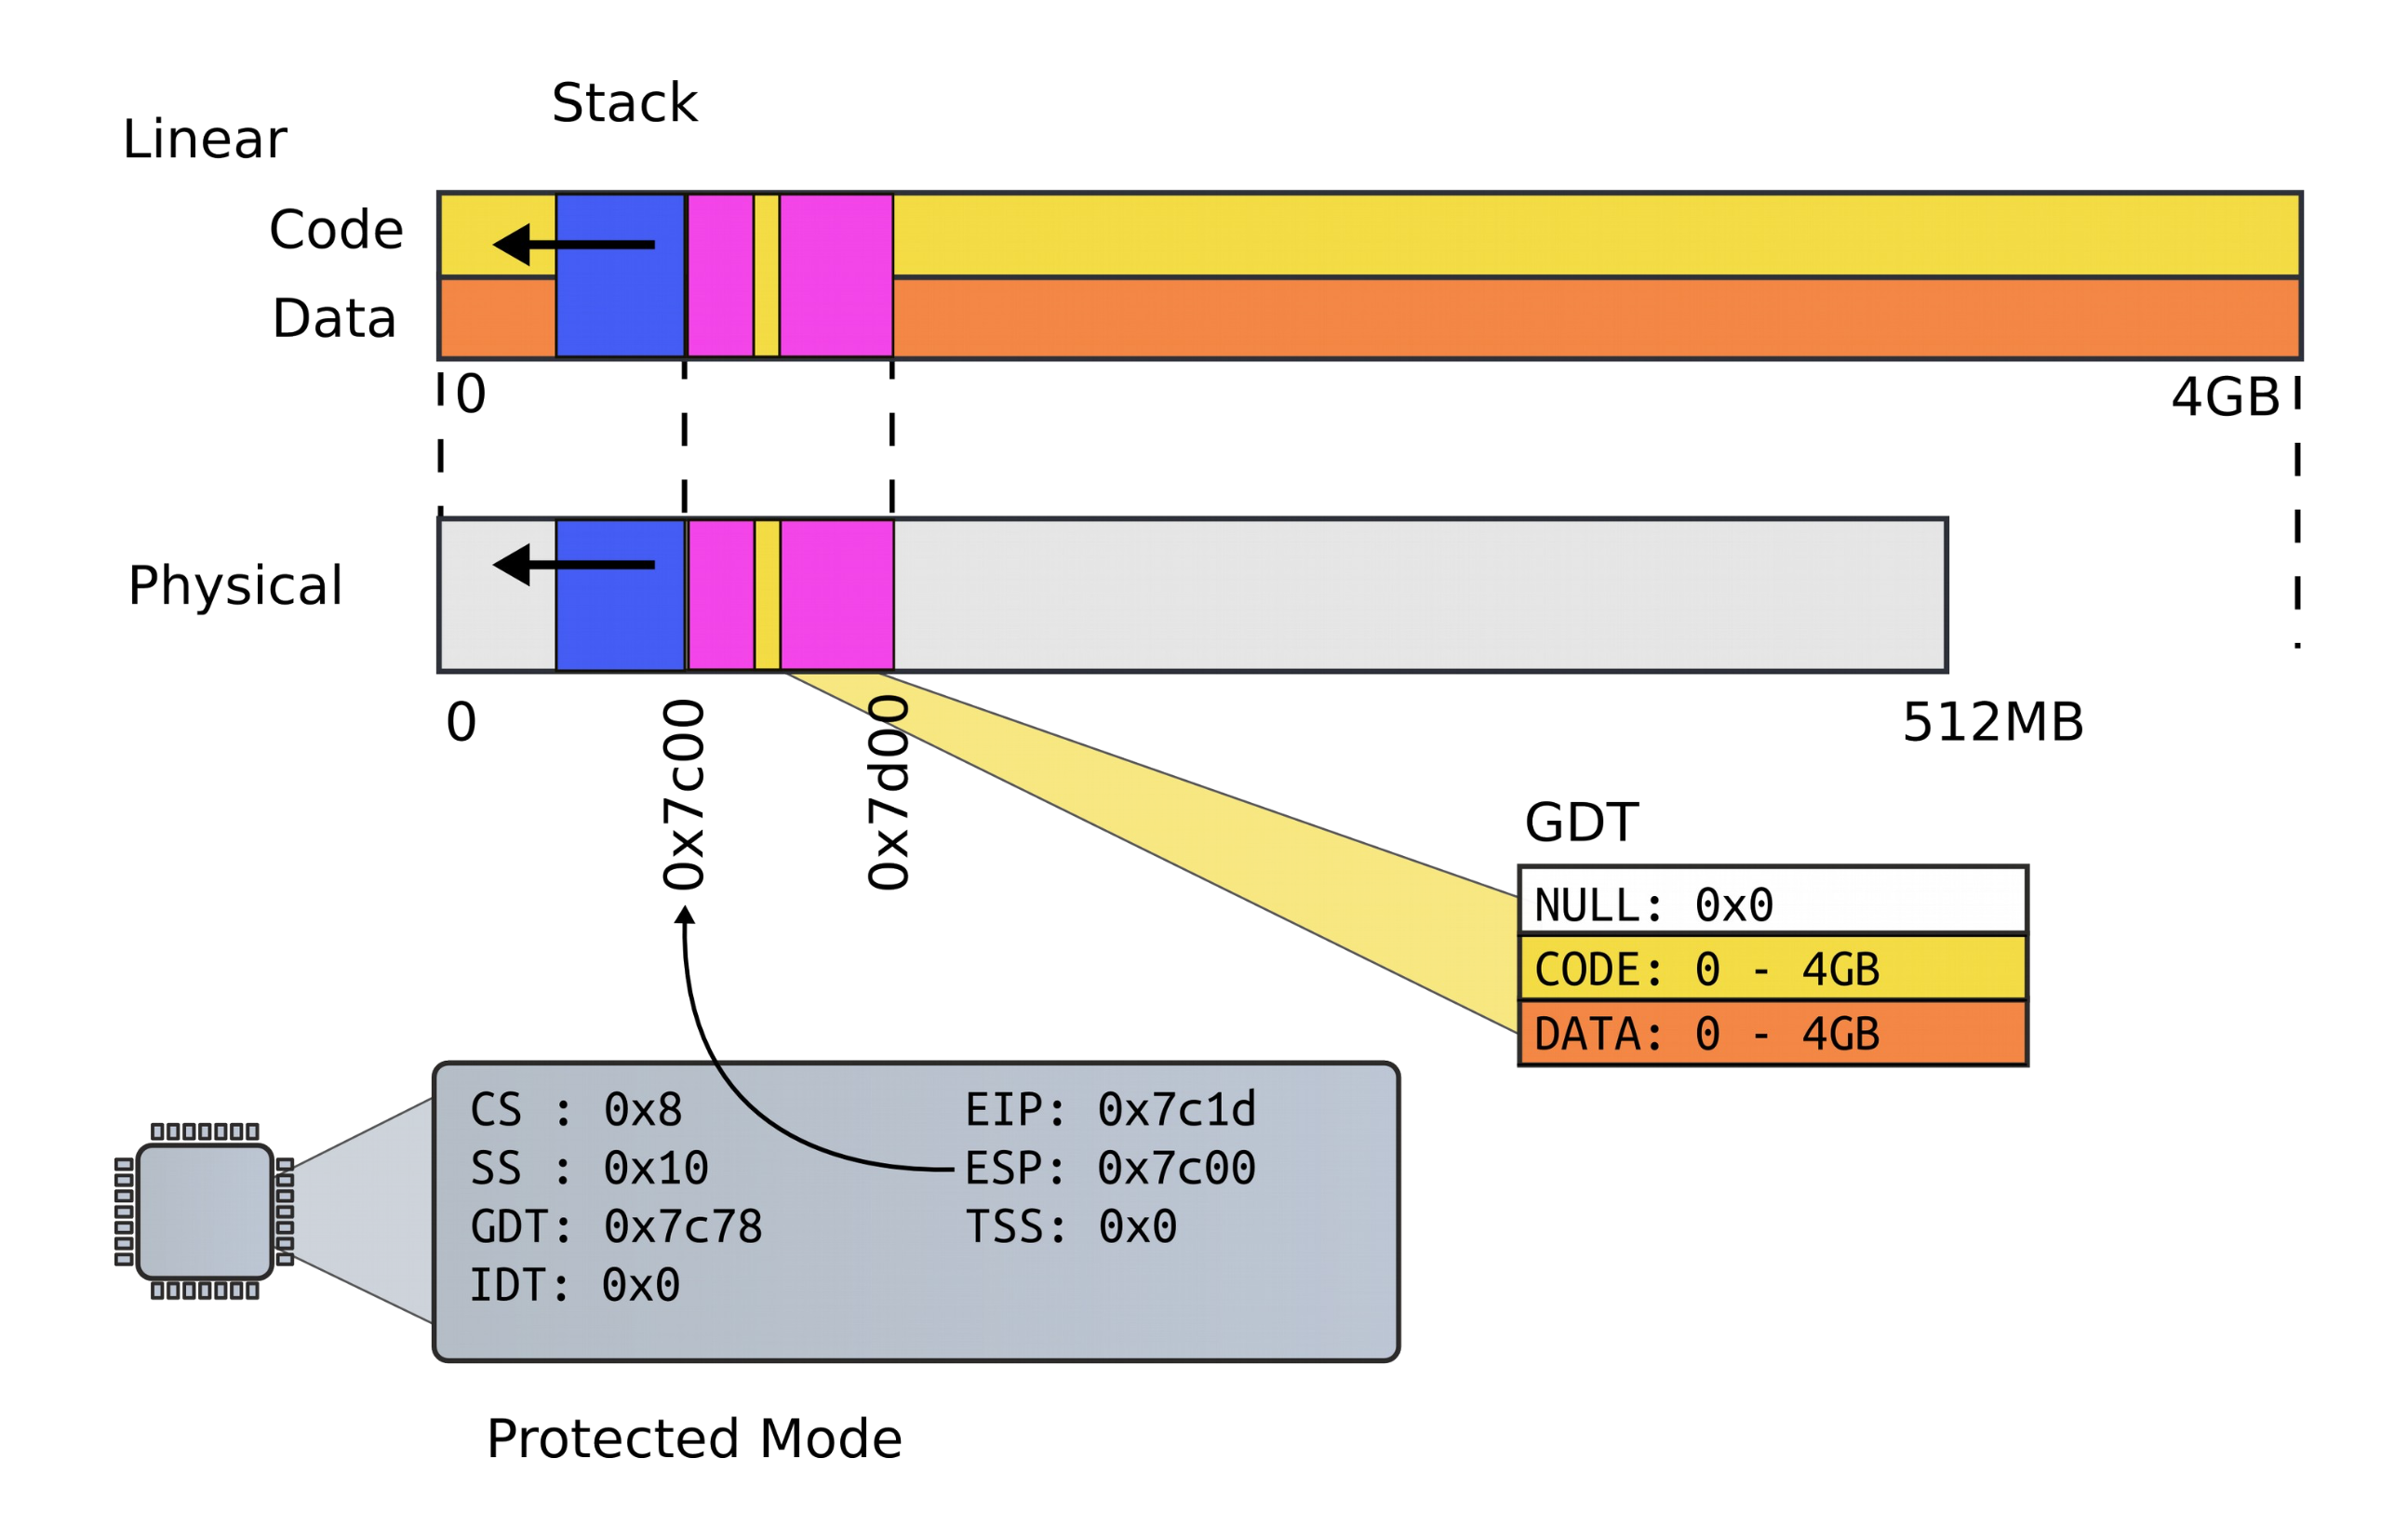 Stack
Linear
Code
Data
0
4GB
Physical
0
0x7c00
0x7d00
512MB
GDT
NULL: 0x0
CODE: 0 - 4GB
DATA: 0 - 4GB
CS : 0x8
EIP: 0x7c1d
SS : 0x10
ESP: 0x7c00
GDT: 0x7c78
TSS: 0x0
IDT: 0x0
Protected Mode